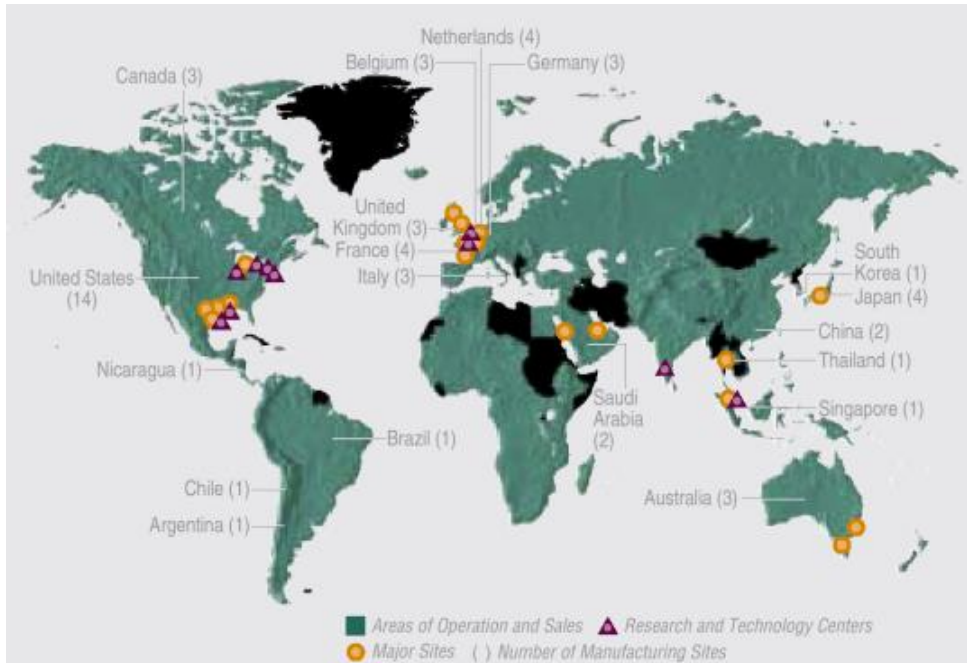 Netherlands (4)
Belgium (3)
Germany (3)
Canada (3)
United
Kingdom (3)
France (4)
Italy (3)
United States
(14)
South
Korea (1)
Japan (4)
China (2)
Thailand (1)
Nicaragua (1)
Saudi
Arabia
(2)
Singapore (1)
Brazil (1)
Chile (1)
Argentina (1)
Australia (3)
Areas of Operation and Sales
Research and Technology Centers
Major Sites
( ) Number of Manufacturing Sites